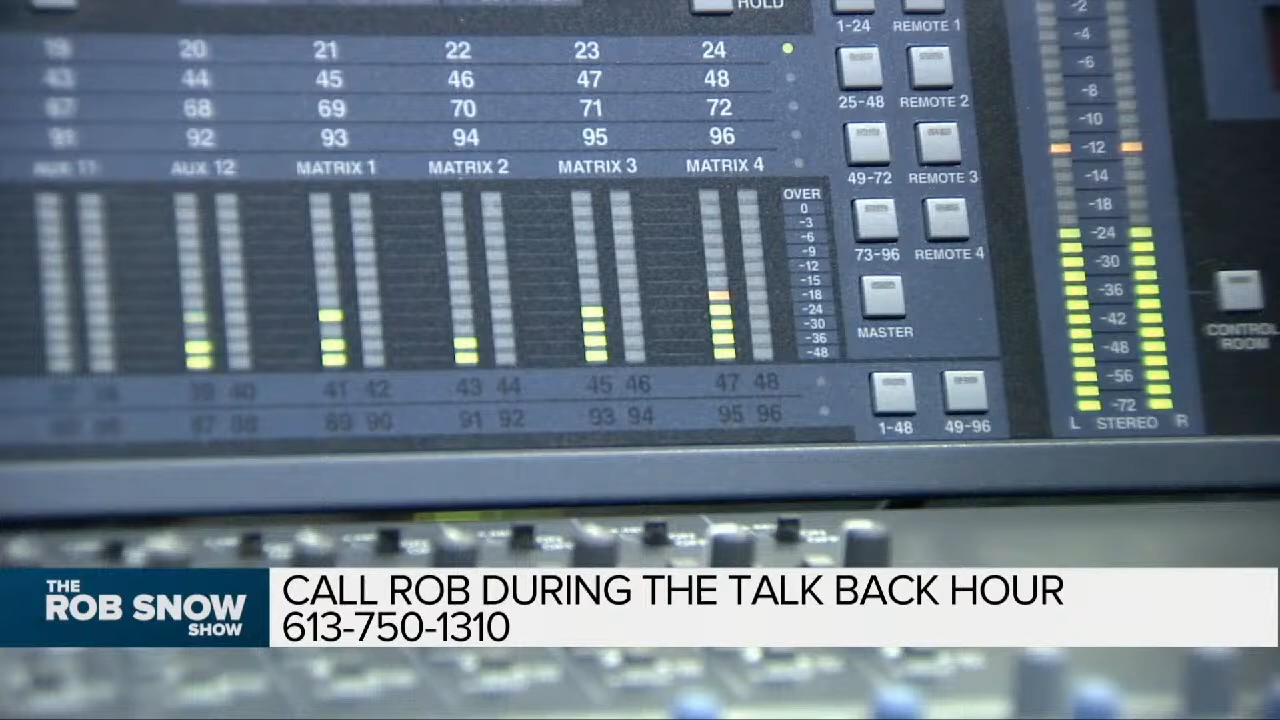 HOLD
1-24 REMOTE 1
19 20 21 22 23 24
43 44 45 46 47 48
67 68 69 70 71 72
91 92 93 94 95 96
AUX 11 AUX 12 MATRIX 1 MATRIX 2 MATRIX 3 MATRIX 4
25-48 REMOTE 2
49-72 REMOTE 3
73-96 REMOTE 4
MASTER
OVER
0
-3
-6
-9
-12
-15
-18
-24
-30
-36
-48
39 40 41 42 43 44 45 46 47 48
87 88 89 90 91 92 93 94 95 96
1-48 49-96
-2
-4
-6
-8
-10
-12
-14
-18
-24
-30
-36
-42
-48
-56
-72
L STEREO R
CONTROL
ROOM
THE
ROB SNOW
SHOW
CALL ROB DURING THE TALK BACK HOUR
613-750-1310